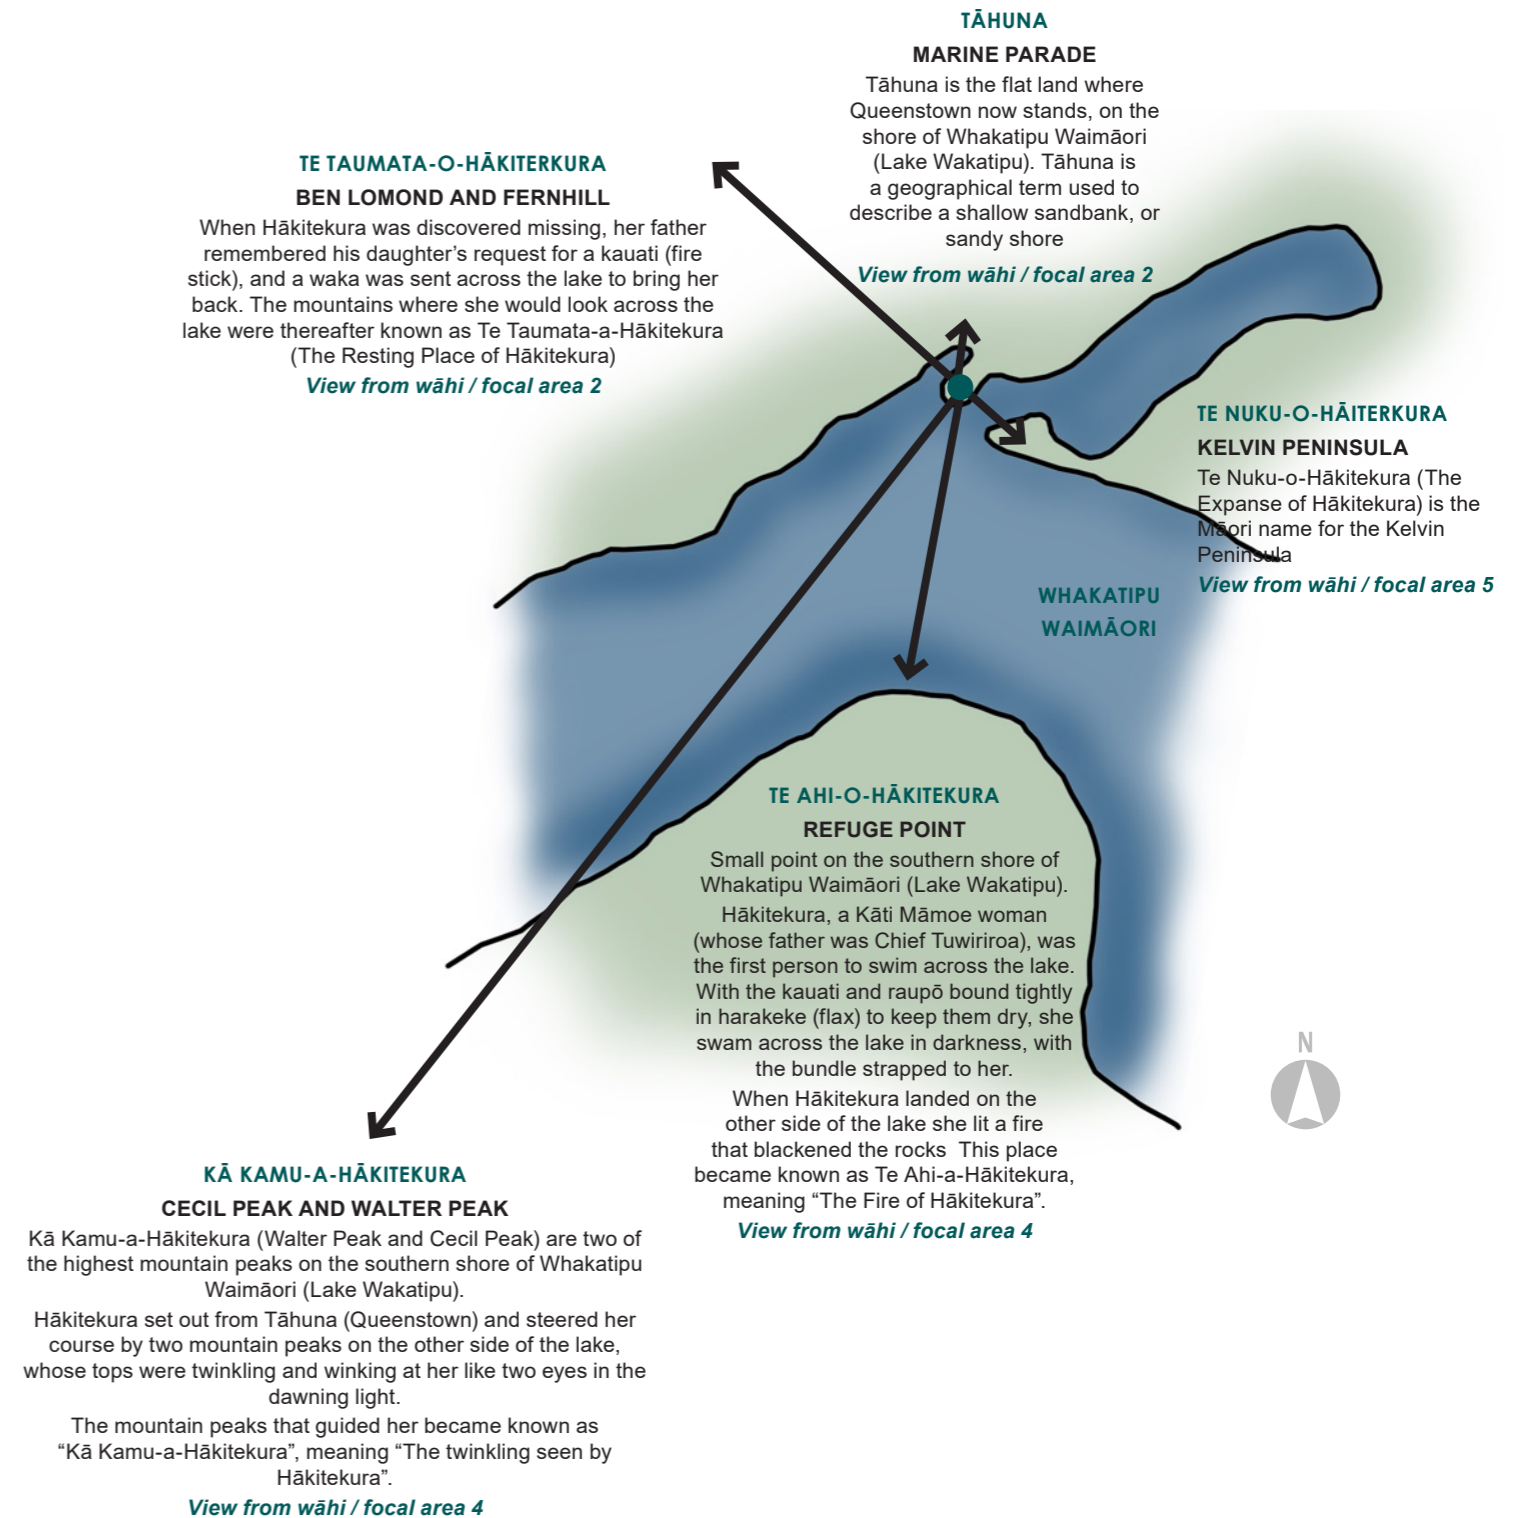 TĀHUNA
MARINE PARADE
Tāhuna is the flat land where
Queenstown now stands, on the
shore of Whakatipu Waimāori
(Lake Wakatipu). Tāhuna is
a geographical term used to
describe a shallow sandbank, or
sandy shore
View from wāhi / focal area 2
TE TAUMATA-O-HĀKITERKURA
BEN LOMOND AND FERNHILL
When Hākitekura was discovered missing, her father
remembered his daughter’s request for a kauati (fire
stick), and a waka was sent across the lake to bring her
back. The mountains where she would look across the
lake were thereafter known as Te Taumata-a-Hākitekura
(The Resting Place of Hākitekura)
View from wāhi / focal area 2
TE NUKU-O-HĀITERKURA
KELVIN PENINSULA
Te Nuku-o-Hākitekura (The
Expanse of Hākitekura) is the
Māori name for the Kelvin
Peninsula
View from wāhi / focal area 5
WHAKATIPU
WAIMĀORI
TE AHI-O-HĀKITEKURA
REFUGE POINT
Small point on the southern shore of
Whakatipu Waimāori (Lake Wakatipu).
Hākitekura, a Kāti Māmoe woman
(whose father was Chief Tuwiriroa), was
the first person to swim across the lake.
With the kauati and raupō bound tightly
in harakeke (flax) to keep them dry, she
swam across the lake in darkness, with
the bundle strapped to her.
When Hākitekura landed on the
other side of the lake she lit a fire
that blackened the rocks  This place
became known as Te Ahi-a-Hākitekura,
meaning “The Fire of Hākitekura”.
View from wāhi / focal area 4
N
KĀ KAMU-A-HĀKITEKURA
CECIL PEAK AND WALTER PEAK
Kā Kamu-a-Hākitekura (Walter Peak and Cecil Peak) are two of
the highest mountain peaks on the southern shore of Whakatipu
Waimāori (Lake Wakatipu).
Hākitekura set out from Tāhuna (Queenstown) and steered her
course by two mountain peaks on the other side of the lake,
whose tops were twinkling and winking at her like two eyes in the
dawning light.
The mountain peaks that guided her became known as
“Kā Kamu-a-Hākitekura”, meaning “The twinkling seen by
Hākitekura”.
View from wāhi / focal area 4